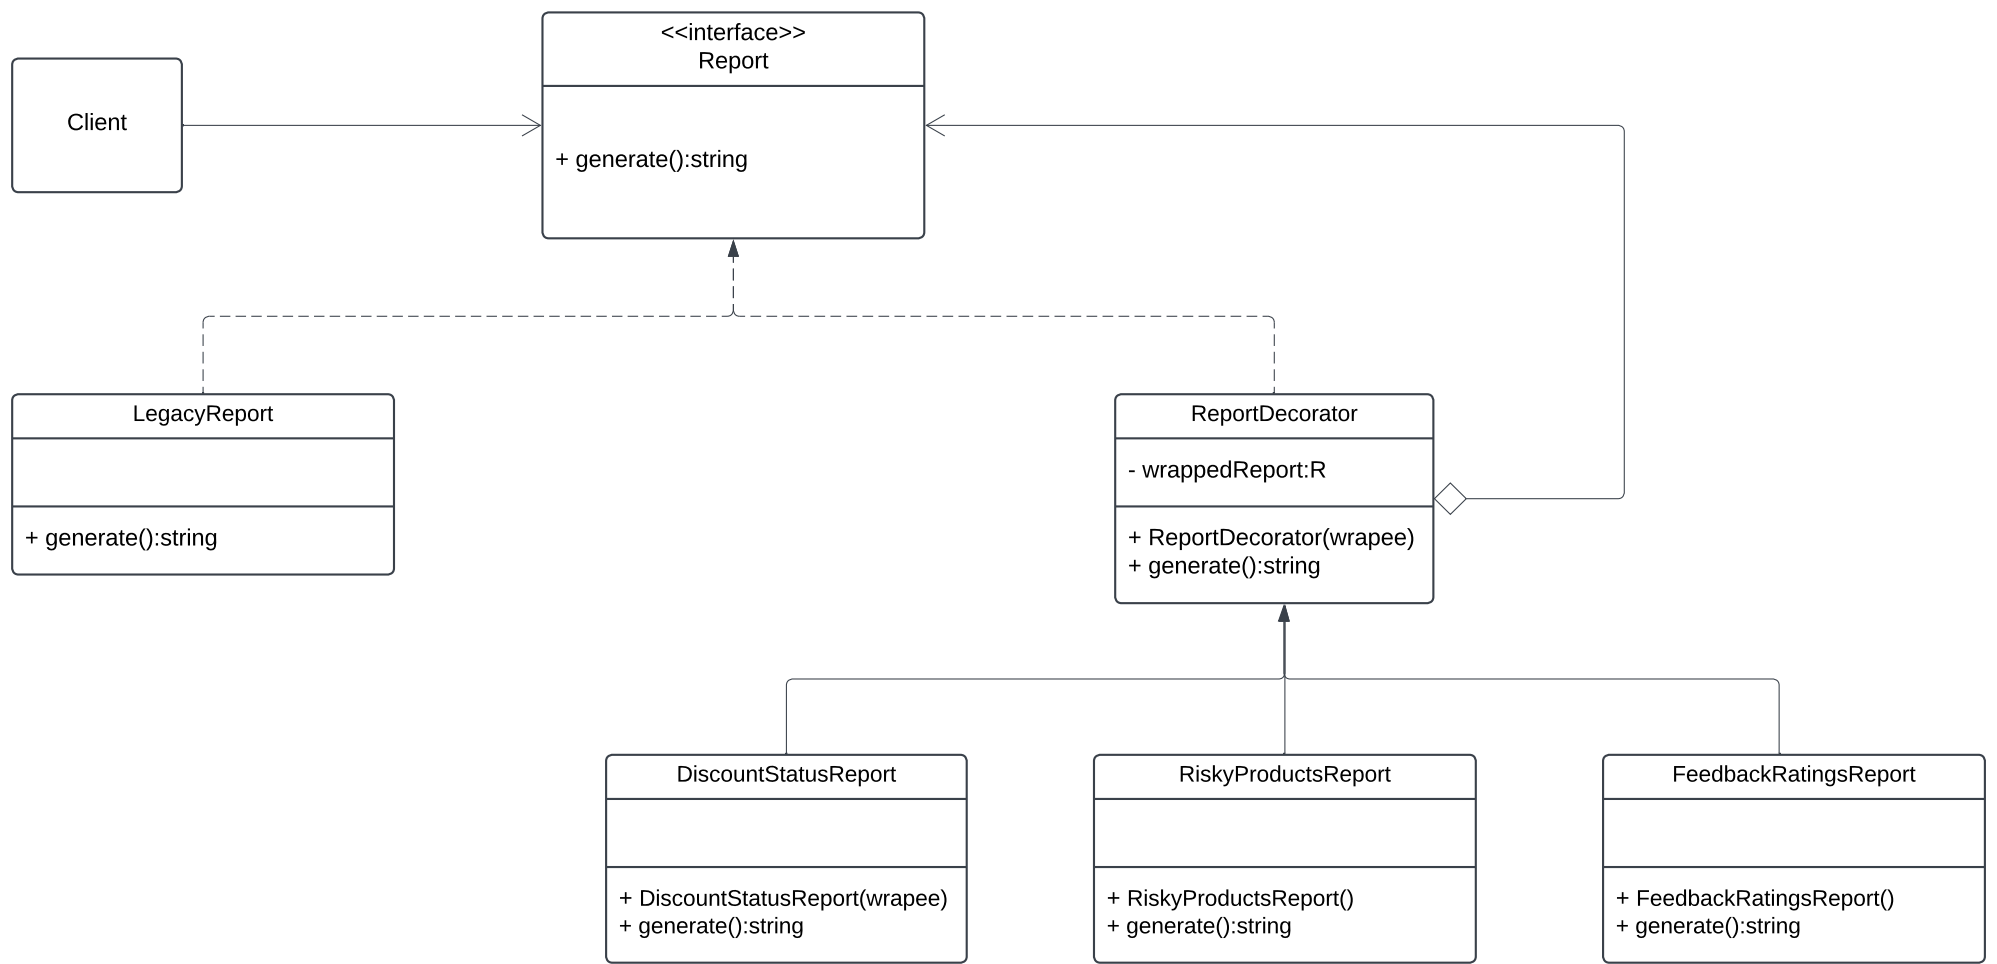 <<interface>>
Report
Client
+ generate():string
LegacyReport
+ generate():string
ReportDecorator
- wrappedReport:R
+ ReportDecorator(wrapee)
+ generate():string
DiscountStatusReport
+ DiscountStatusReport(wrapee)
+ generate():string
RiskyProductsReport
+ RiskyProductsReport()
+ generate():string
FeedbackRatingsReport
+ FeedbackRatingsReport()
+ generate():string